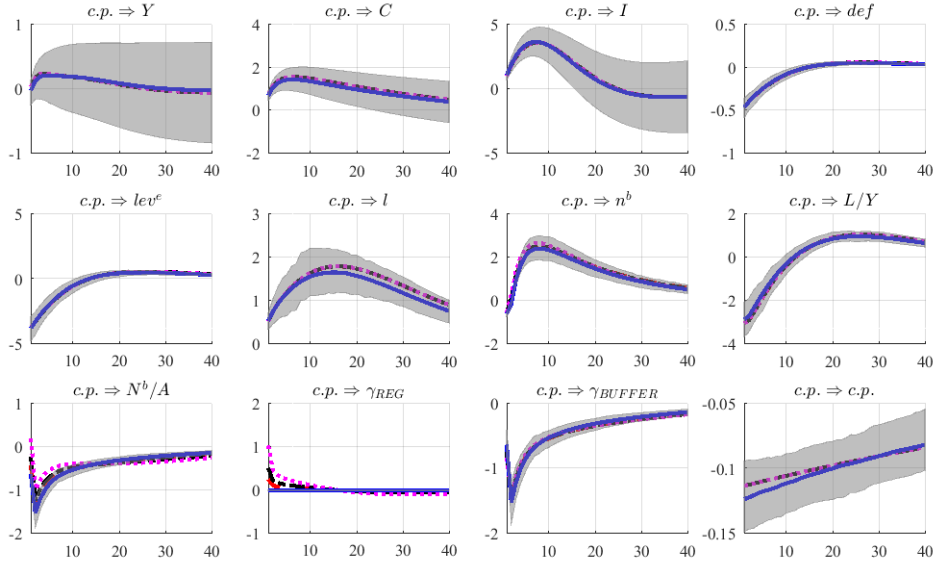 c.p. ⇒ Y
c.p. ⇒ C
c.p. ⇒ I
c.p. ⇒ def
1
0
-1
10 20 30 40
4
2
0
-2
10 20 30 40
5
0
-5
10 20 30 40
1
0.5
0
-0.5
-1
10 20 30 40
c.p. ⇒ lev^e
c.p. ⇒ l
c.p. ⇒ n^b
c.p. ⇒ L/Y
5
0
-5
10 20 30 40
3
2
1
0
10 20 30 40
4
2
0
-2
10 20 30 40
2
0
-2
-4
10 20 30 40
c.p. ⇒ N^b/A
c.p. ⇒ γ_REG
c.p. ⇒ γ_BUFFER
c.p. ⇒ c.p.
1
0
-1
-2
10 20 30 40
2
1
0
-1
10 20 30 40
0
-1
-2
10 20 30 40
-0.05
-0.1
-0.15
10 20 30 40